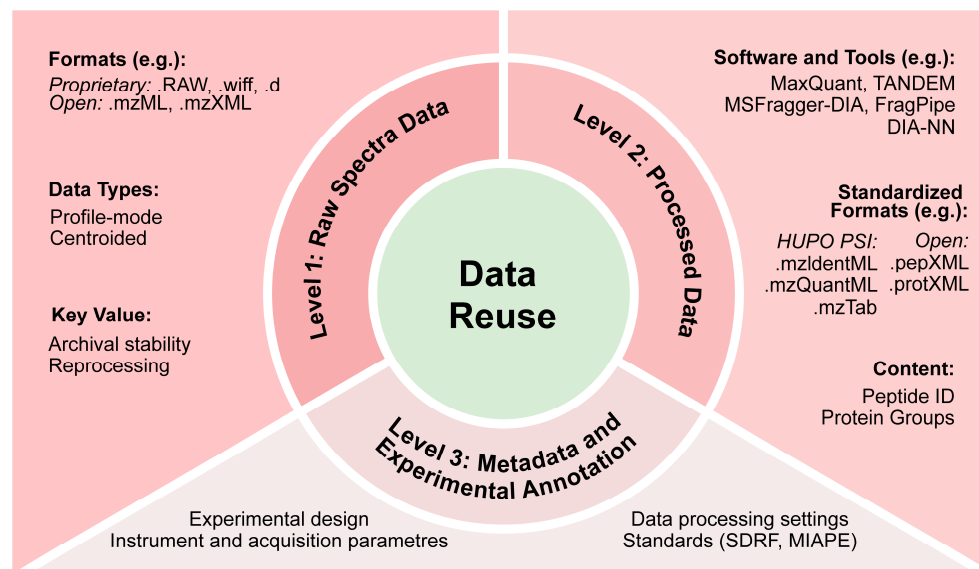 Formats (e.g.):
Proprietary: .RAW, .wiff, .d
Open: .mzML, .mzXML
Data Types:
Profile-mode
Centroided
Key Value:
Archival stability
Reprocessing
Level 1: Raw Spectra Data
Level 2: Processed Data
Data
Reuse
Level 3: Metadata and
Experimental Annotation
Software and Tools (e.g.):
MaxQuant, TANDEM
MSFragger-DIA, FragPipe
DIA-NN
Standardized
Formats (e.g.):
HUPO PSI:
.mzIdentML
.mzQuantML
.mzTab
Open:
.pepXML
.protXML
Content:
Peptide ID
Protein Groups
Experimental design
Instrument and acquisition parametres
Data processing settings
Standards (SDRF, MIAPE)